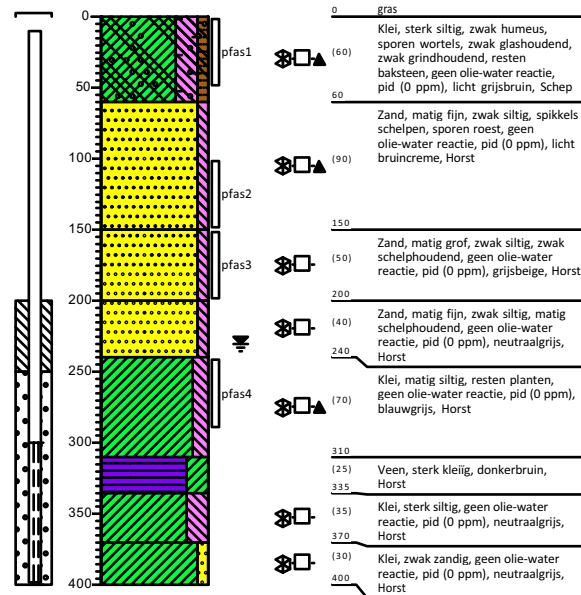 0
50
100
150
200
250
300
350
400
pfas1
pfas2
pfas3
pfas4
0
gras
(60)
Klei, sterk siltig, zwak humeus,
sporen wortels, zwak glashoudend,
zwak grindhoudend, resten
baksteen, geen olie-water reactie,
pid (0 ppm), licht grijsbruin, Schep
60
(90)
Zand, matig fijn, zwak siltig, spikkels
schelpen, sporen roest, geen
olie-water reactie, pid (0 ppm), licht
bruincreme, Horst
150
(50)
Zand, matig grof, zwak siltig, zwak
schelphoudend, geen olie-water
reactie, pid (0 ppm), grijsbeige, Horst
200
(40)
Zand, matig fijn, zwak siltig, matig
schelphoudend, geen olie-water
reactie, pid (0 ppm), neutraalgrijs,
Horst
240
(70)
Klei, matig siltig, resten planten,
geen olie-water reactie, pid (0 ppm),
blauwgrijs, Horst
310
(25)
Veen, sterk kleiïg, donkerbruin,
Horst
335
(35)
Klei, sterk siltig, geen olie-water
reactie, pid (0 ppm), neutraalgrijs,
Horst
370
(30)
Klei, zwak zandig, geen olie-water
reactie, pid (0 ppm), neutraalgrijs,
Horst
400